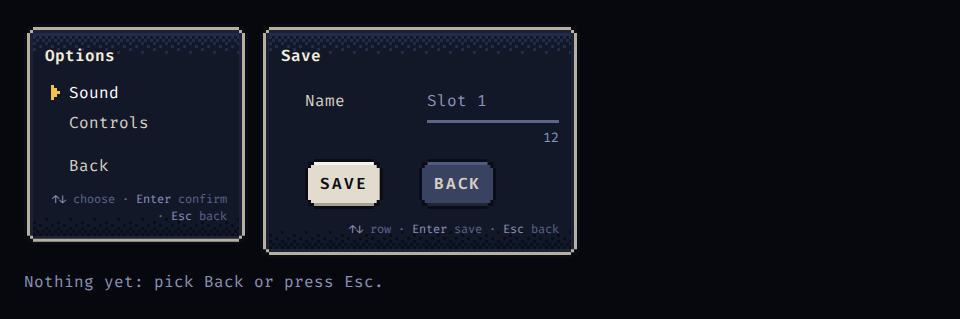 Options
Sound
Controls
Back
↑↓ choose · Enter confirm
· Esc back
Save
Name Slot 1
12
SAVE BACK
↑↓ row · Enter save · Esc back
Nothing yet: pick Back or press Esc.